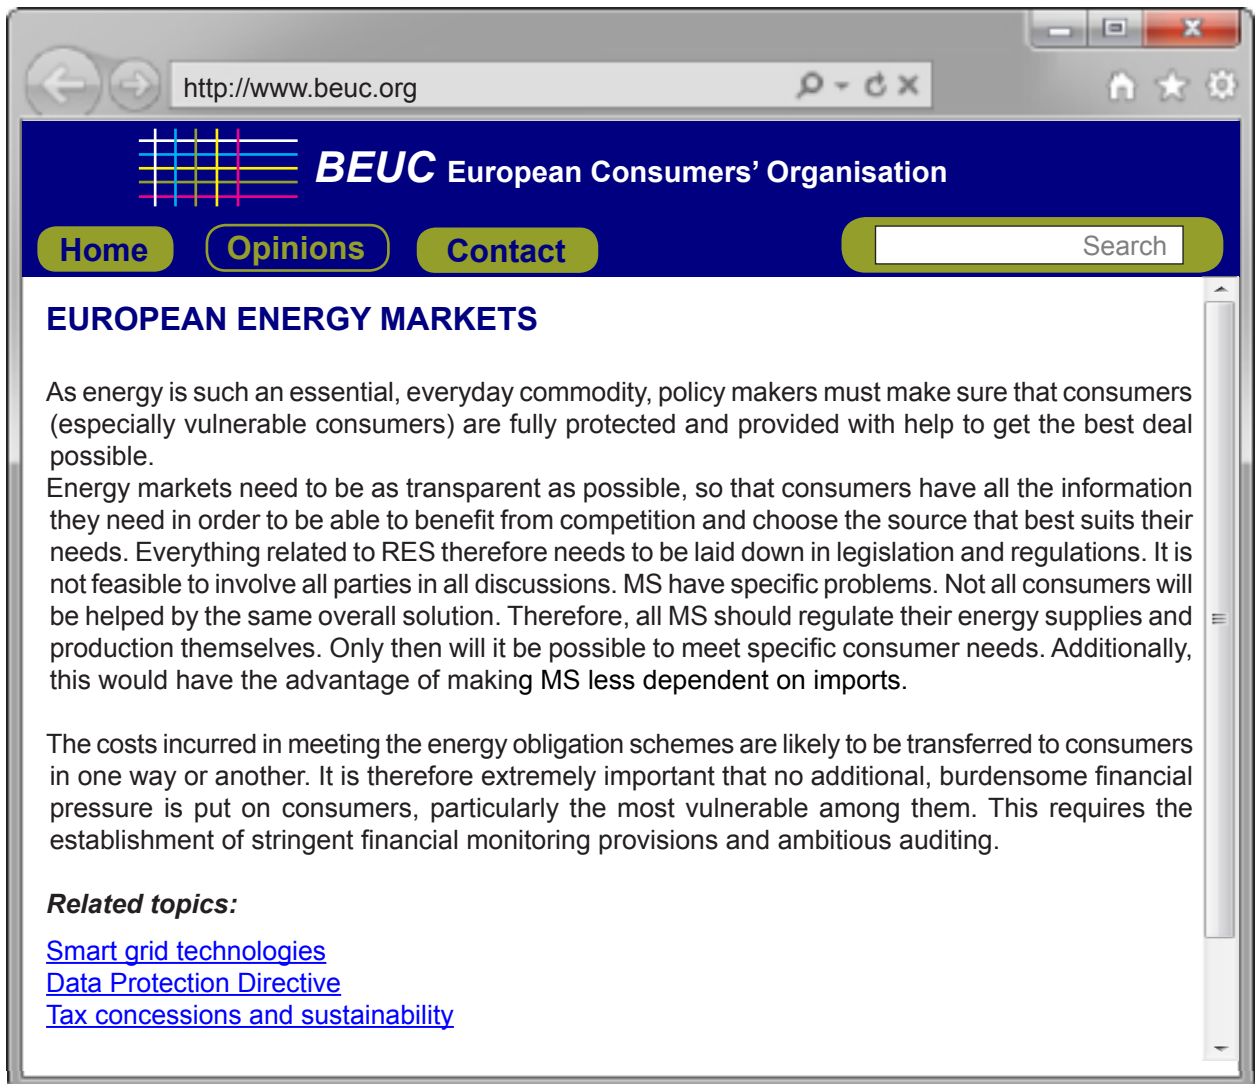 http://www.beuc.org
BEUC European Consumers’ Organisation
Home Opinions Contact Search
EUROPEAN ENERGY MARKETS
As energy is such an essential, everyday commodity, policy makers must make sure that consumers
(especially vulnerable consumers) are fully protected and provided with help to get the best deal
possible.
Energy markets need to be as transparent as possible, so that consumers have all the information
they need in order to be able to benefit from competition and choose the source that best suits their
needs. Everything related to RES therefore needs to be laid down in legislation and regulations. It is
not feasible to involve all parties in all discussions. MS have specific problems. Not all consumers will
be helped by the same overall solution. Therefore, all MS should regulate their energy supplies and
production themselves. Only then will it be possible to meet specific consumer needs. Additionally,
this would have the advantage of making MS less dependent on imports.
The costs incurred in meeting the energy obligation schemes are likely to be transferred to consumers
in one way or another. It is therefore extremely important that no additional, burdensome financial
pressure is put on consumers, particularly the most vulnerable among them. This requires the
establishment of stringent financial monitoring provisions and ambitious auditing.
Related topics:
Smart grid technologies
Data Protection Directive
Tax concessions and sustainability